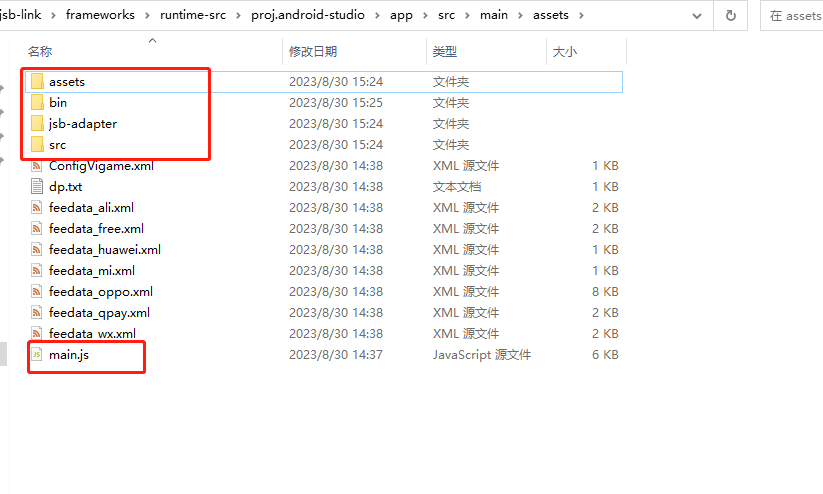 jsb-link › frameworks › runtime-src › proj.android-studio › app › src › main › assets › 在 assets
名称 修改日期 类型 大小
assets 2023/8/30 15:24 文件夹
bin 2023/8/30 15:25 文件夹
jsb-adapter 2023/8/30 15:24 文件夹
src 2023/8/30 15:24 文件夹
ConfigVigame.xml 2023/8/30 14:38 XML 源文件 1 KB
dp.txt 2023/8/30 14:38 文本文档 1 KB
feedata_ali.xml 2023/8/30 14:38 XML 源文件 2 KB
feedata_free.xml 2023/8/30 14:38 XML 源文件 2 KB
feedata_huawei.xml 2023/8/30 14:38 XML 源文件 1 KB
feedata_mi.xml 2023/8/30 14:38 XML 源文件 1 KB
feedata_oppo.xml 2023/8/30 14:38 XML 源文件 8 KB
feedata_qpay.xml 2023/8/30 14:38 XML 源文件 2 KB
feedata_wx.xml 2023/8/30 14:38 XML 源文件 2 KB
main.js 2023/8/30 14:37 JavaScript 源文件 6 KB